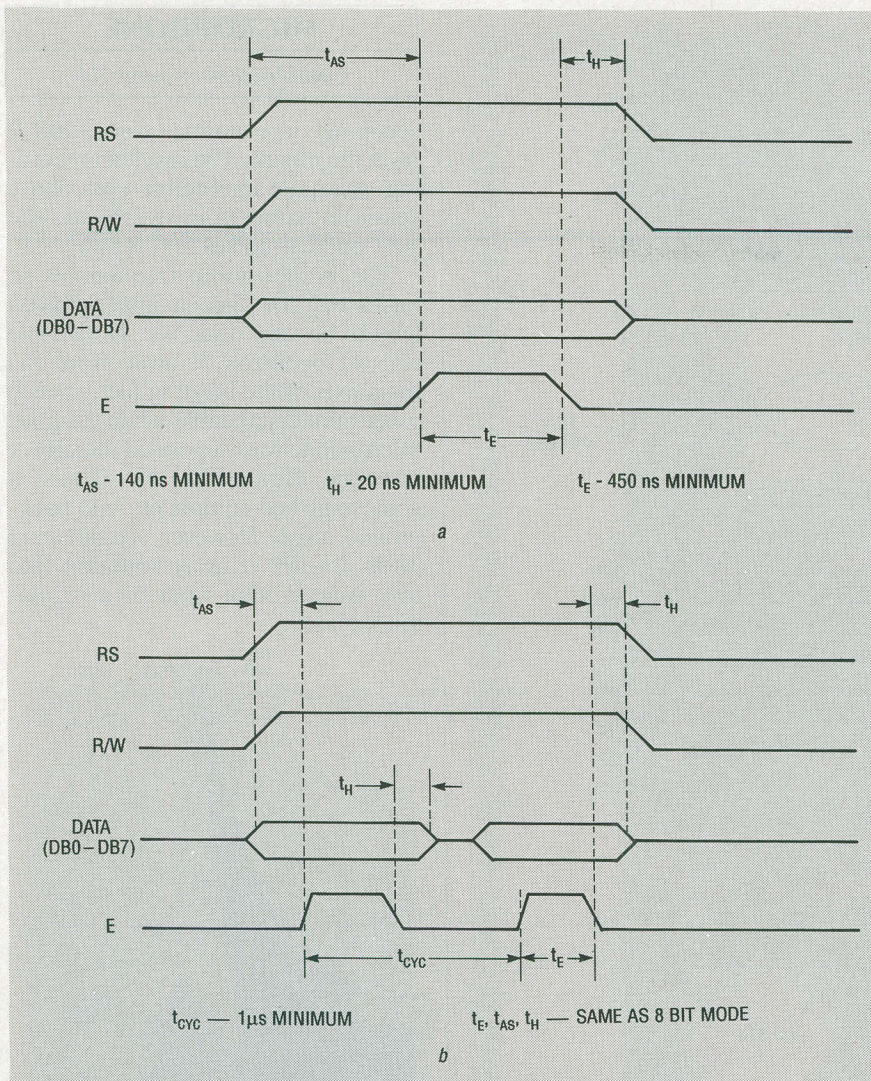 tAS
tH
RS
R/W
DATA
(DB0–DB7)
E
tE
tAS - 140 ns MINIMUM tH - 20 ns MINIMUM tE - 450 ns MINIMUM
a
tAS tH
RS
R/W
tH
DATA
(DB0–DB7)
E
tCYC tE
tCYC — 1µs MINIMUM tE, tAS, tH — SAME AS 8 BIT MODE
b